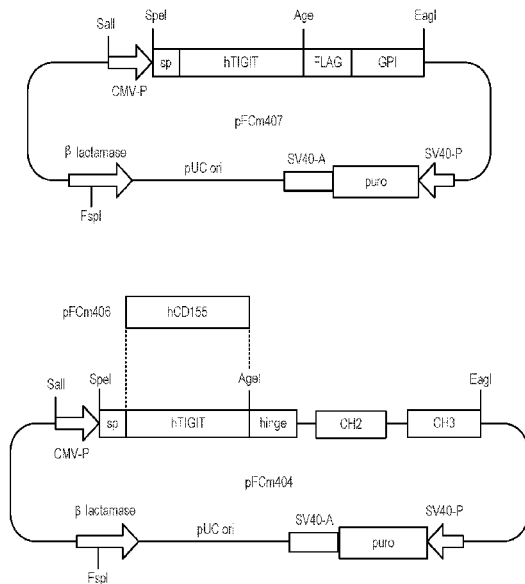 SpeI Age EagI
SalI
sp hTIGIT FLAG GPI
CMV-P
pFCm407
β lactamase pUC ori SV40-A SV40-P
puro
FspI
pFCm406 hCD155
SpeI AgeI EagI
SalI
sp hTIGIT hinge CH2 CH3
CMV-P
pFCm404
β lactamase pUC ori SV40-A SV40-P
puro
FspI